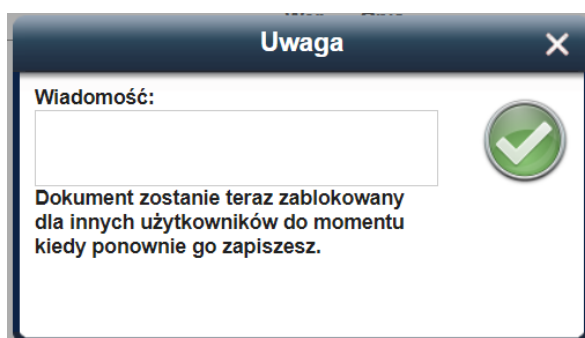 Uwaga
Wiadomość:
Dokument zostanie teraz zablokowany
dla innych użytkowników do momentu
kiedy ponownie go zapiszesz.